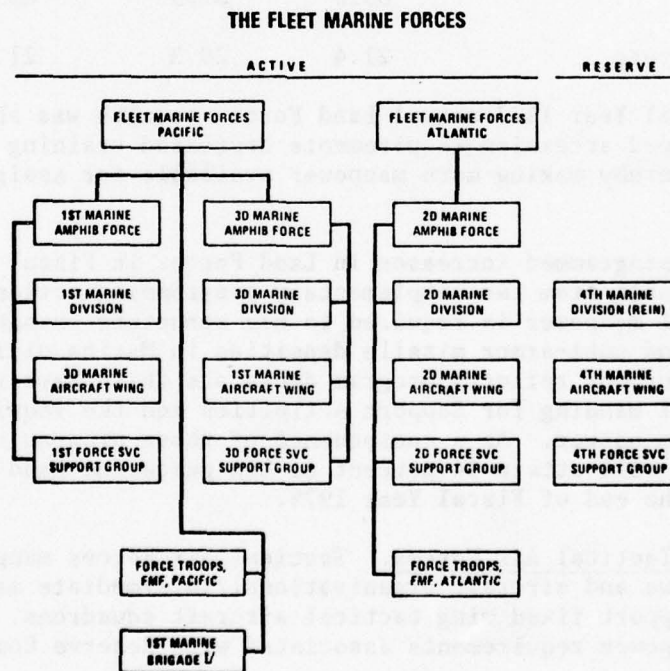 THE FLEET MARINE FORCES
ACTIVE
RESERVE
FLEET MARINE FORCES
PACIFIC
FLEET MARINE FORCES
ATLANTIC
1ST MARINE
AMPHIB FORCE
3D MARINE
AMPHIB FORCE
2D MARINE
AMPHIB FORCE
1ST MARINE
DIVISION
3D MARINE
DIVISION
2D MARINE
DIVISION
4TH MARINE
DIVISION (REIN)
3D MARINE
AIRCRAFT WING
1ST MARINE
AIRCRAFT WING
2D MARINE
AIRCRAFT WING
4TH MARINE
AIRCRAFT WING
1ST FORCE SVC
SUPPORT GROUP
3D FORCE SVC
SUPPORT GROUP
2D FORCE SVC
SUPPORT GROUP
4TH FORCE SVC
SUPPORT GROUP
FORCE TROOPS,
FMF, PACIFIC
FORCE TROOPS,
FMF, ATLANTIC
1ST MARINE
BRIGADE 1/